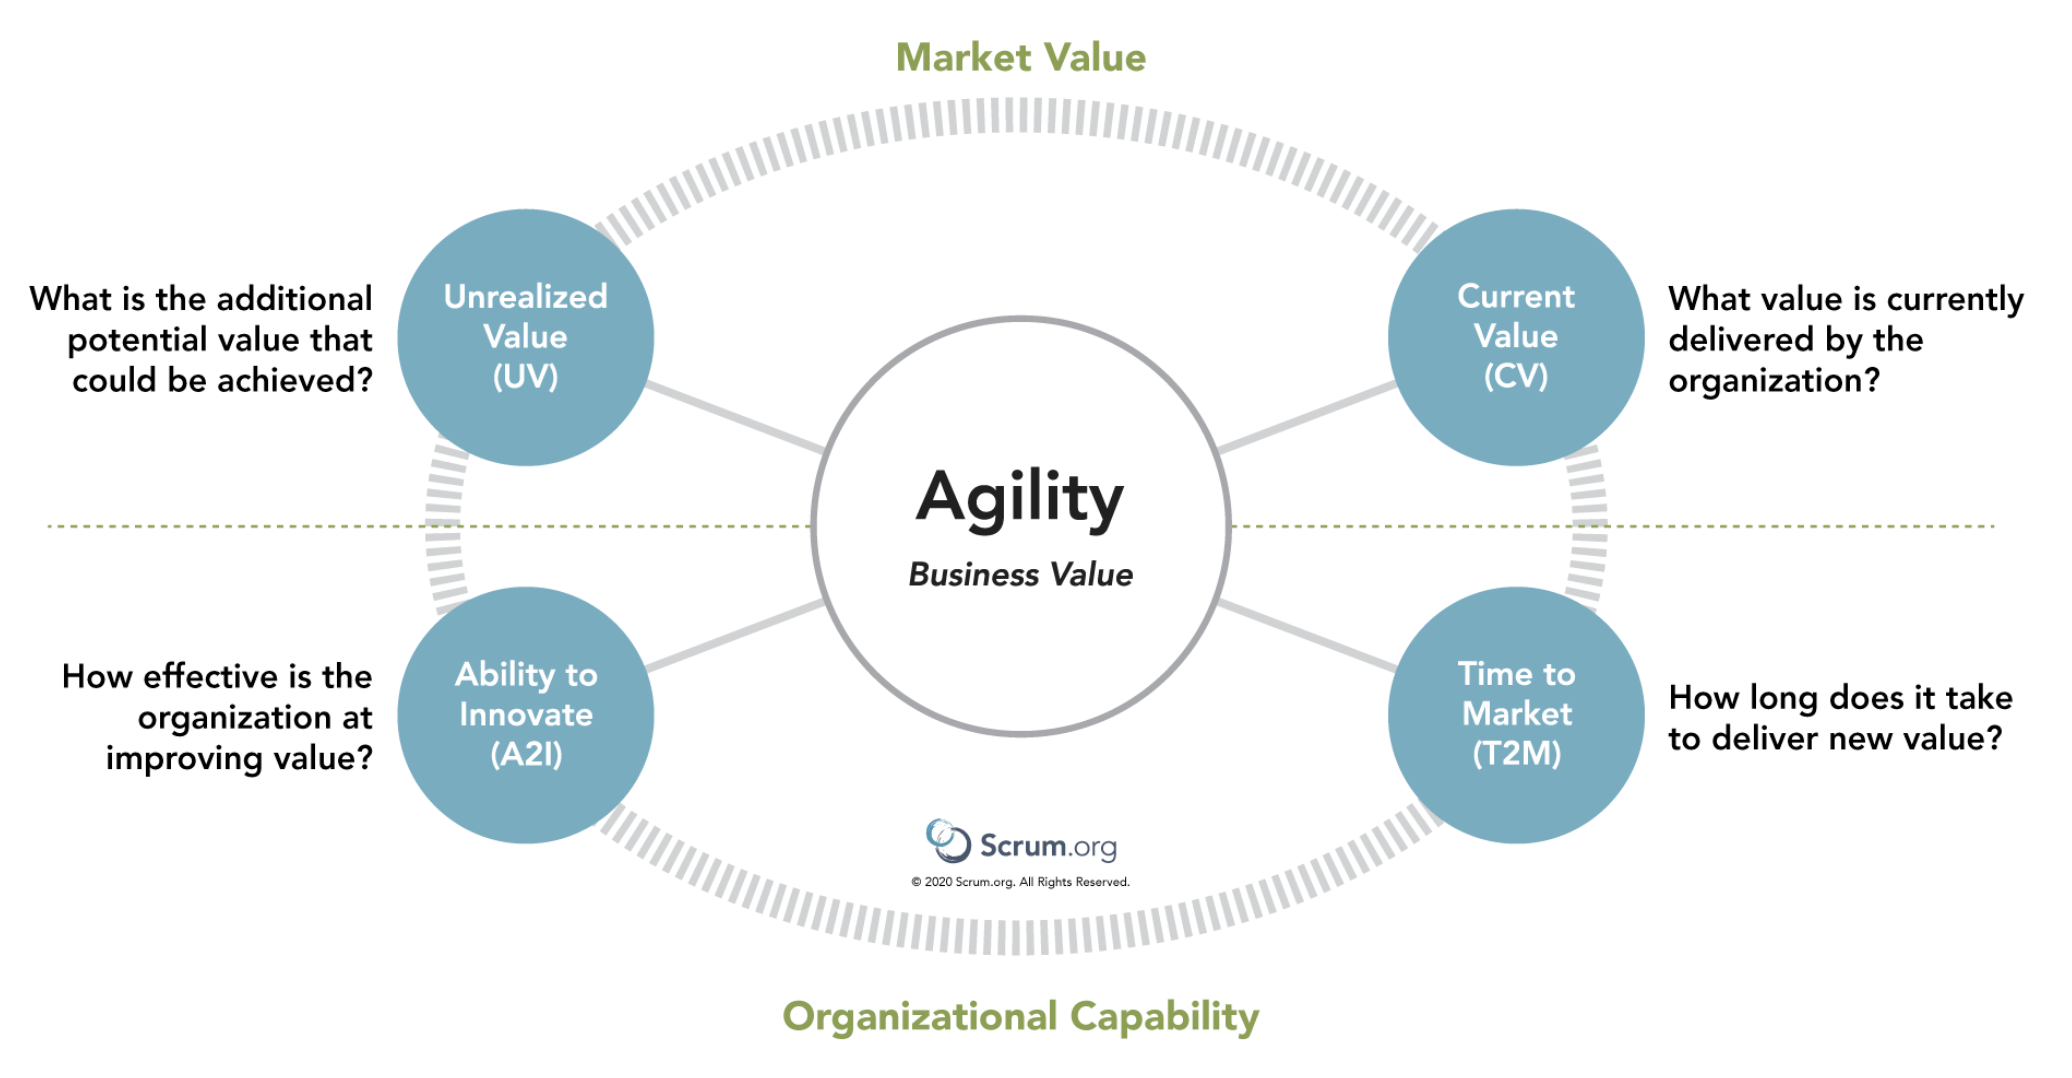 Market Value
What is the additional
potential value that
could be achieved?
Unrealized
Value
(UV)
Current
Value
(CV)
What value is currently
delivered by the
organization?
Agility
Business Value
How effective is the
organization at
improving value?
Ability to
Innovate
(A2I)
Time to
Market
(T2M)
How long does it take
to deliver new value?
Scrum.org
© 2020 Scrum.org. All Rights Reserved.
Organizational Capability